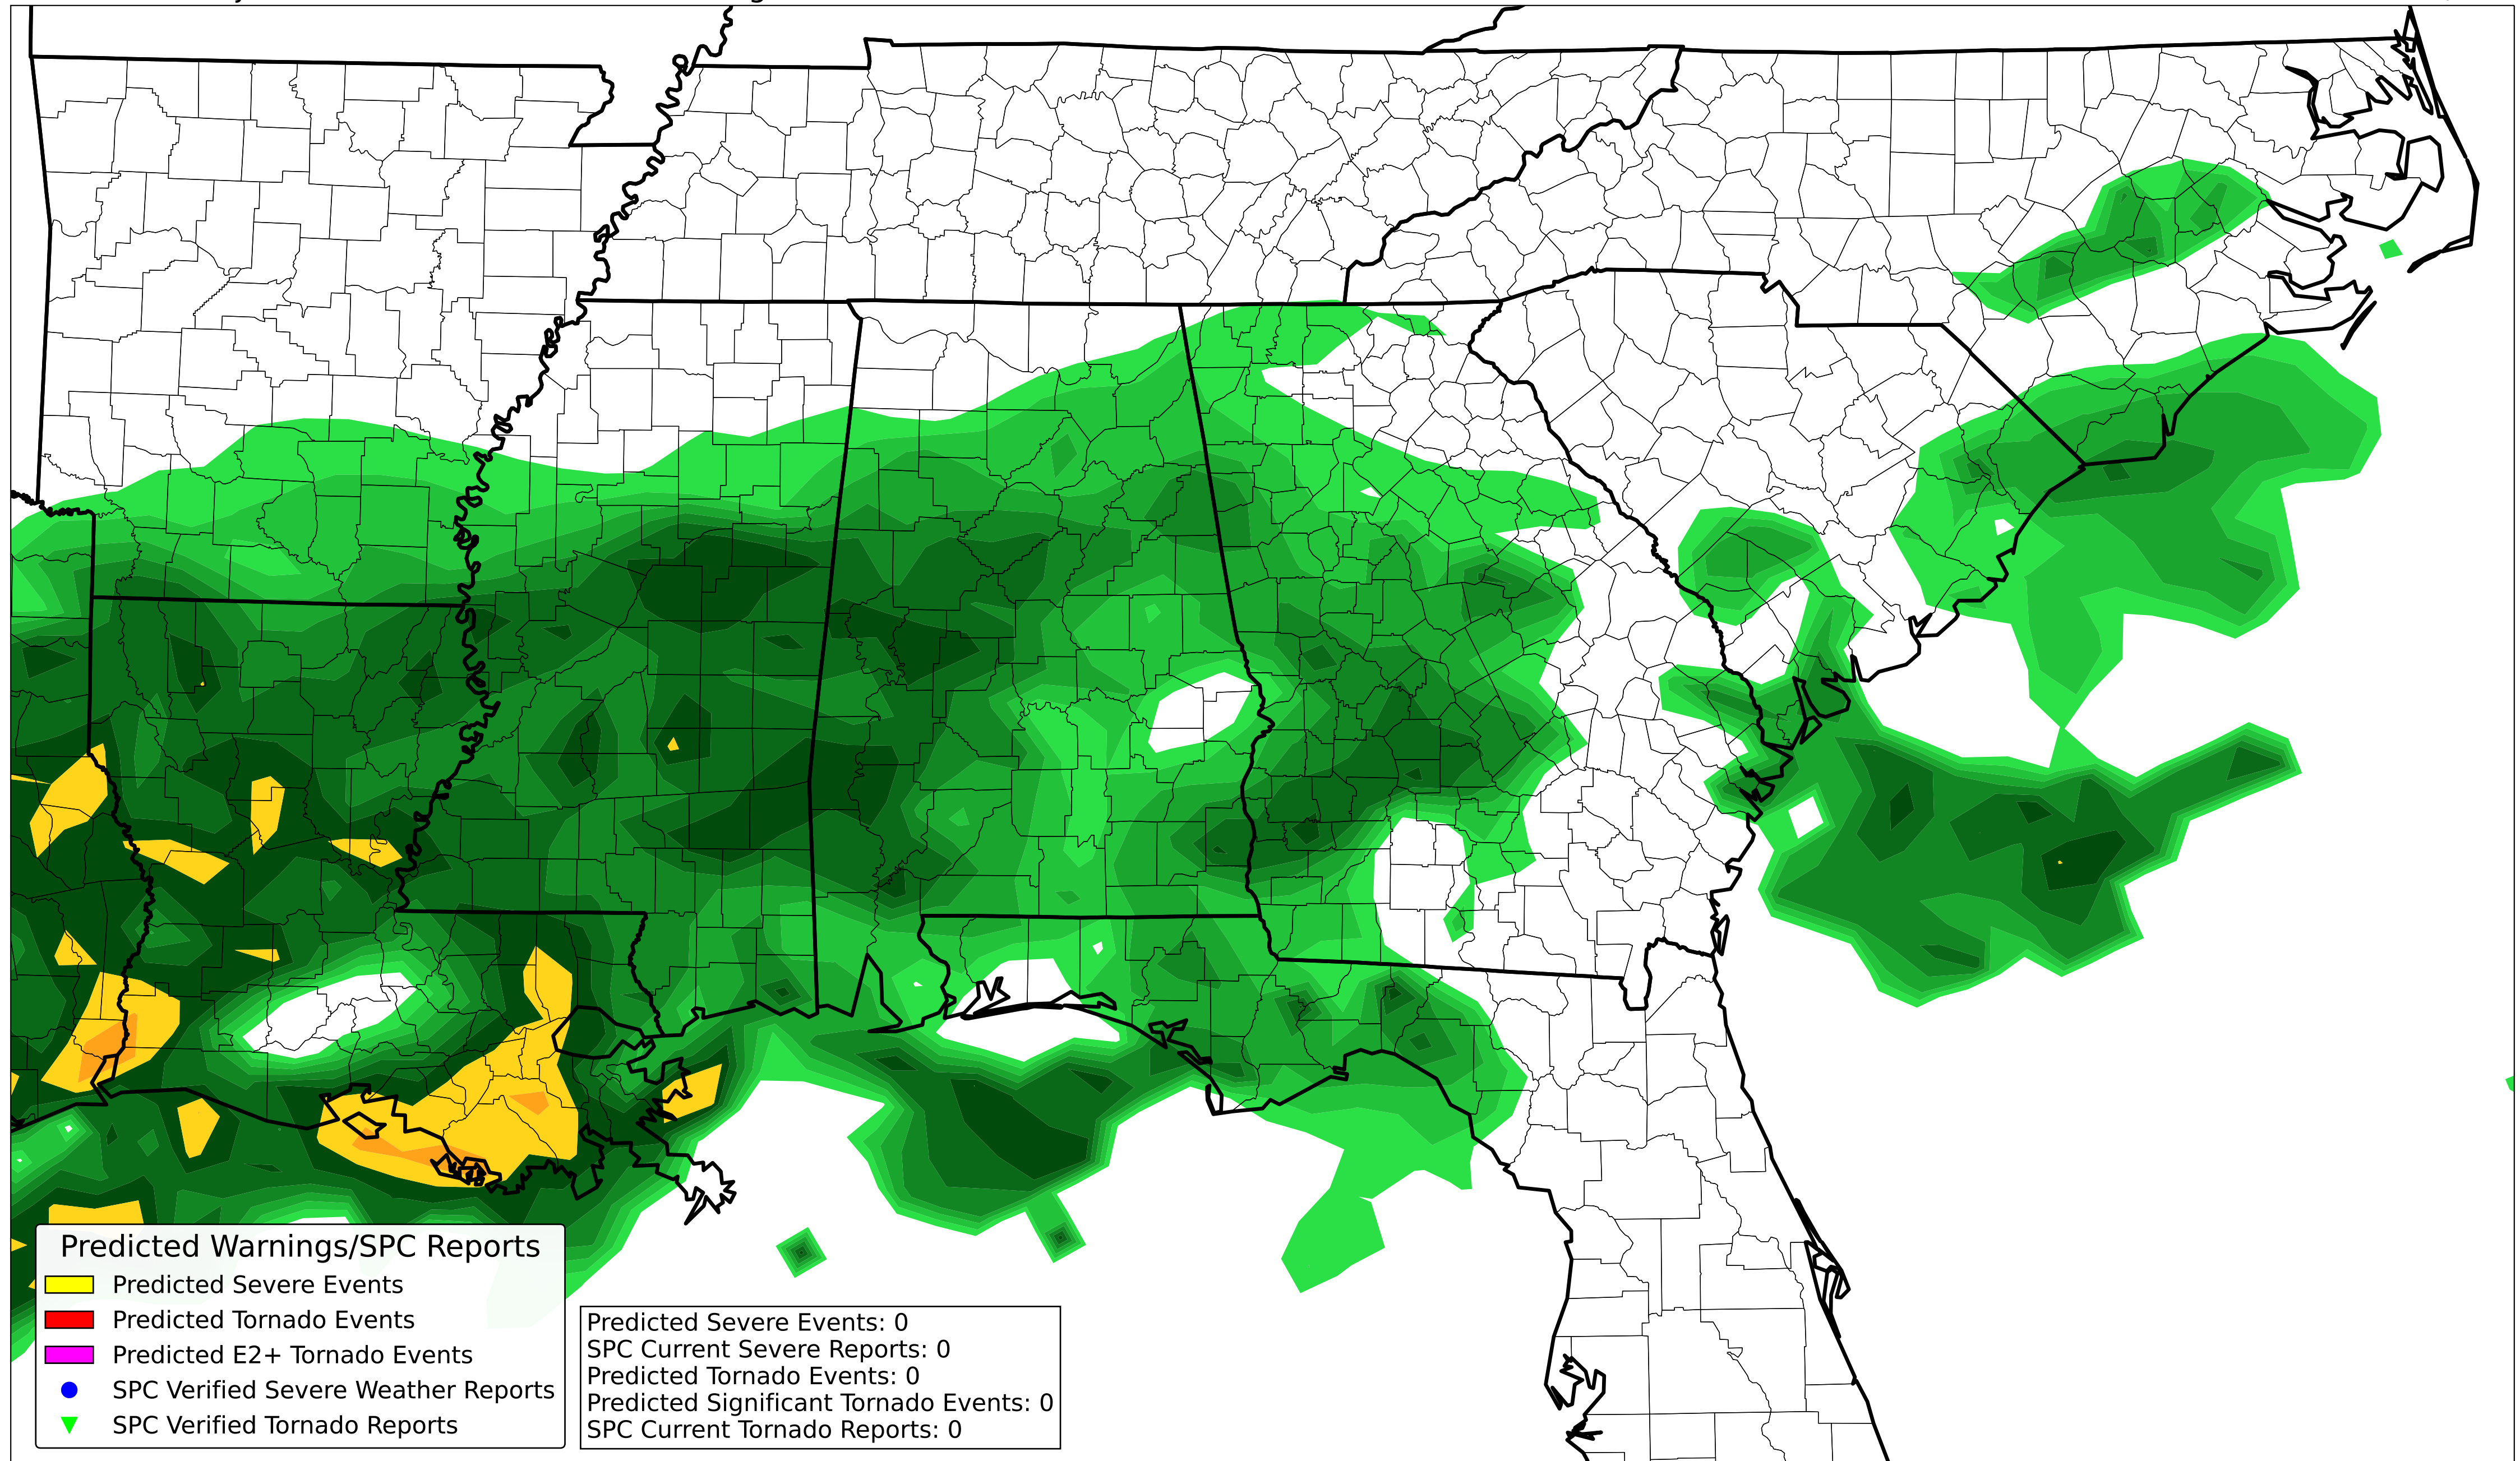 Predicted Warnings/SPC Reports
Predicted Severe Events
Predicted Tornado Events
Predicted E2+ Tornado Events
SPC Verified Severe Weather Reports
SPC Verified Tornado Reports
Predicted Severe Events: 0
SPC Current Severe Reports: 0
Predicted Tornado Events: 0
Predicted Significant Tornado Events: 0
SPC Current Tornado Reports: 0